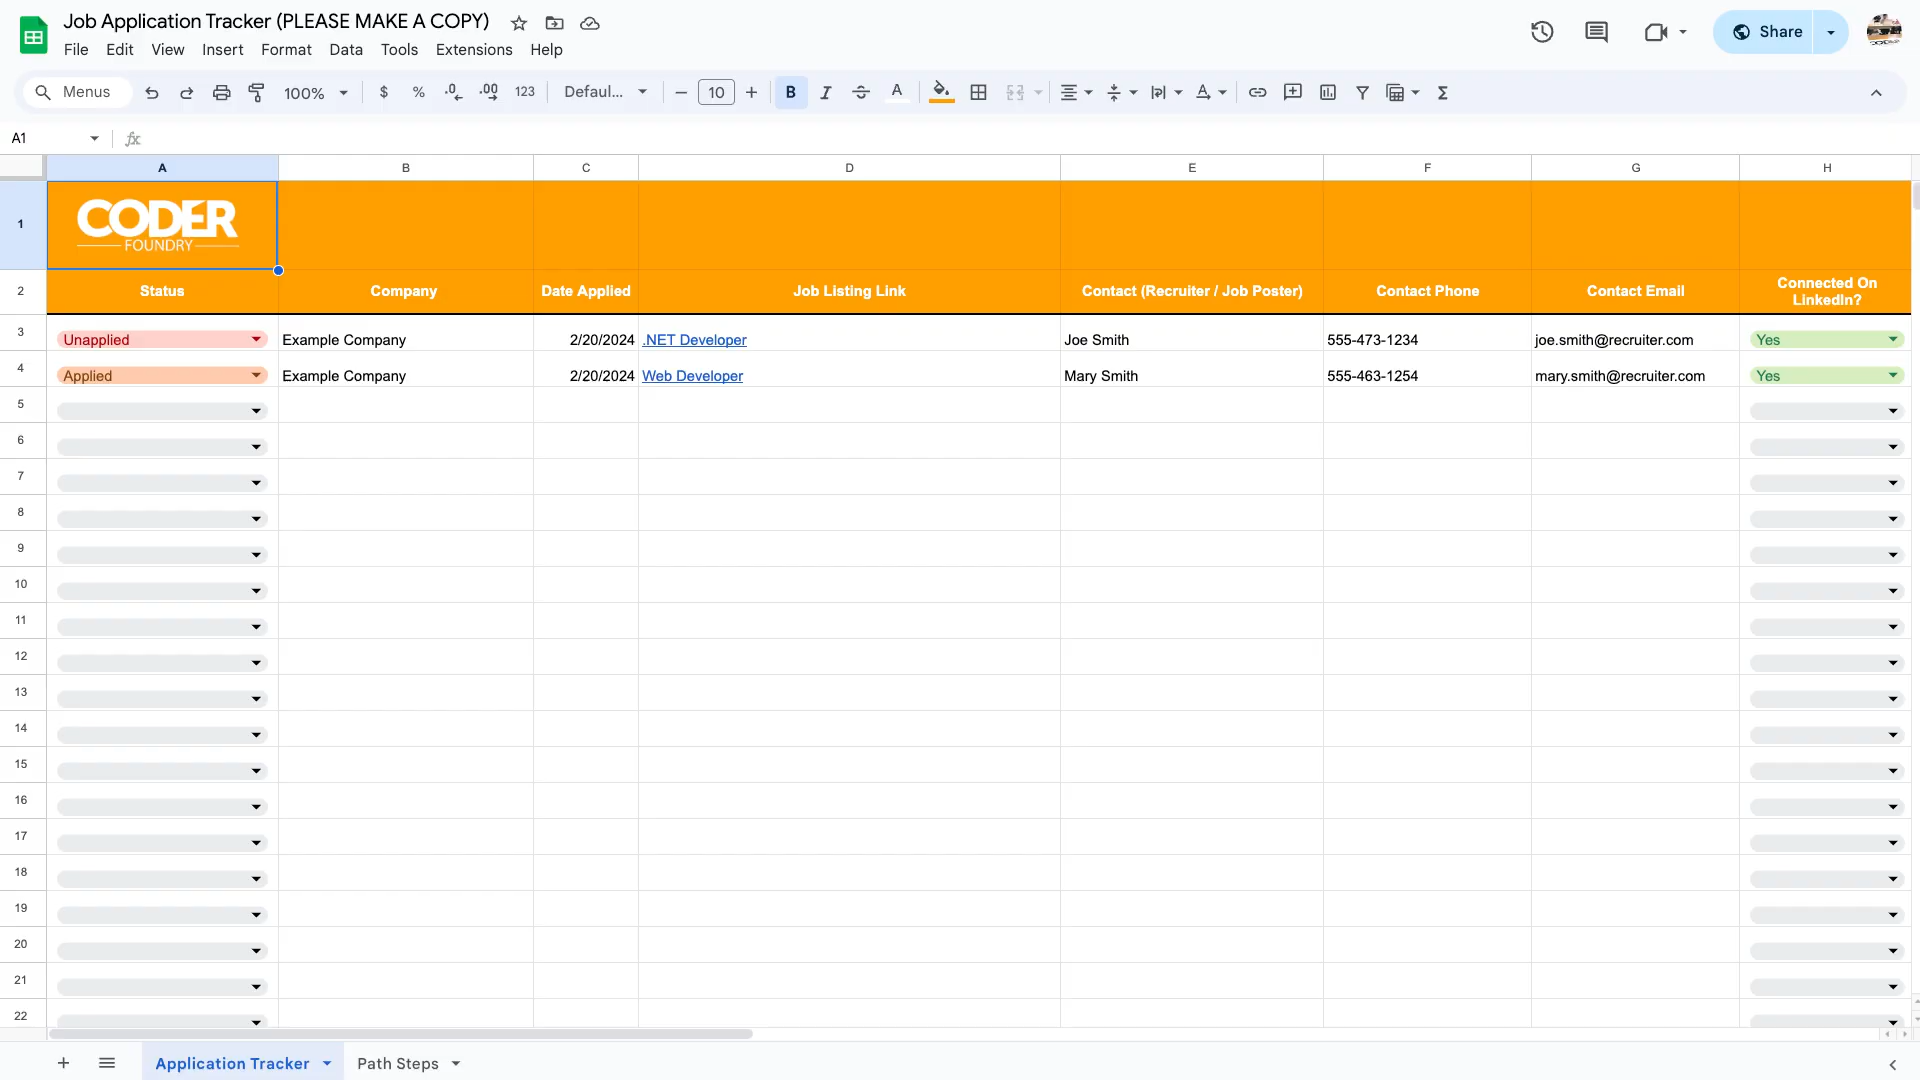 Job Application Tracker (PLEASE MAKE A COPY)
File Edit View Insert Format Data Tools Extensions Help
Share
Menus 100% $ % .0 .00 123 Defaul... 10 B I A
A1 fx
A B C D E F G H
1 CODER
FOUNDRY
2 Status Company Date Applied Job Listing Link Contact (Recruiter / Job Poster) Contact Phone Contact Email Connected On
LinkedIn?
3 Unapplied Example Company 2/20/2024 .NET Developer Joe Smith 555-473-1234 joe.smith@recruiter.com Yes
4 Applied Example Company 2/20/2024 Web Developer Mary Smith 555-463-1254 mary.smith@recruiter.com Yes
5
6
7
8
9
10
11
12
13
14
15
16
17
18
19
20
21
22
Application Tracker Path Steps